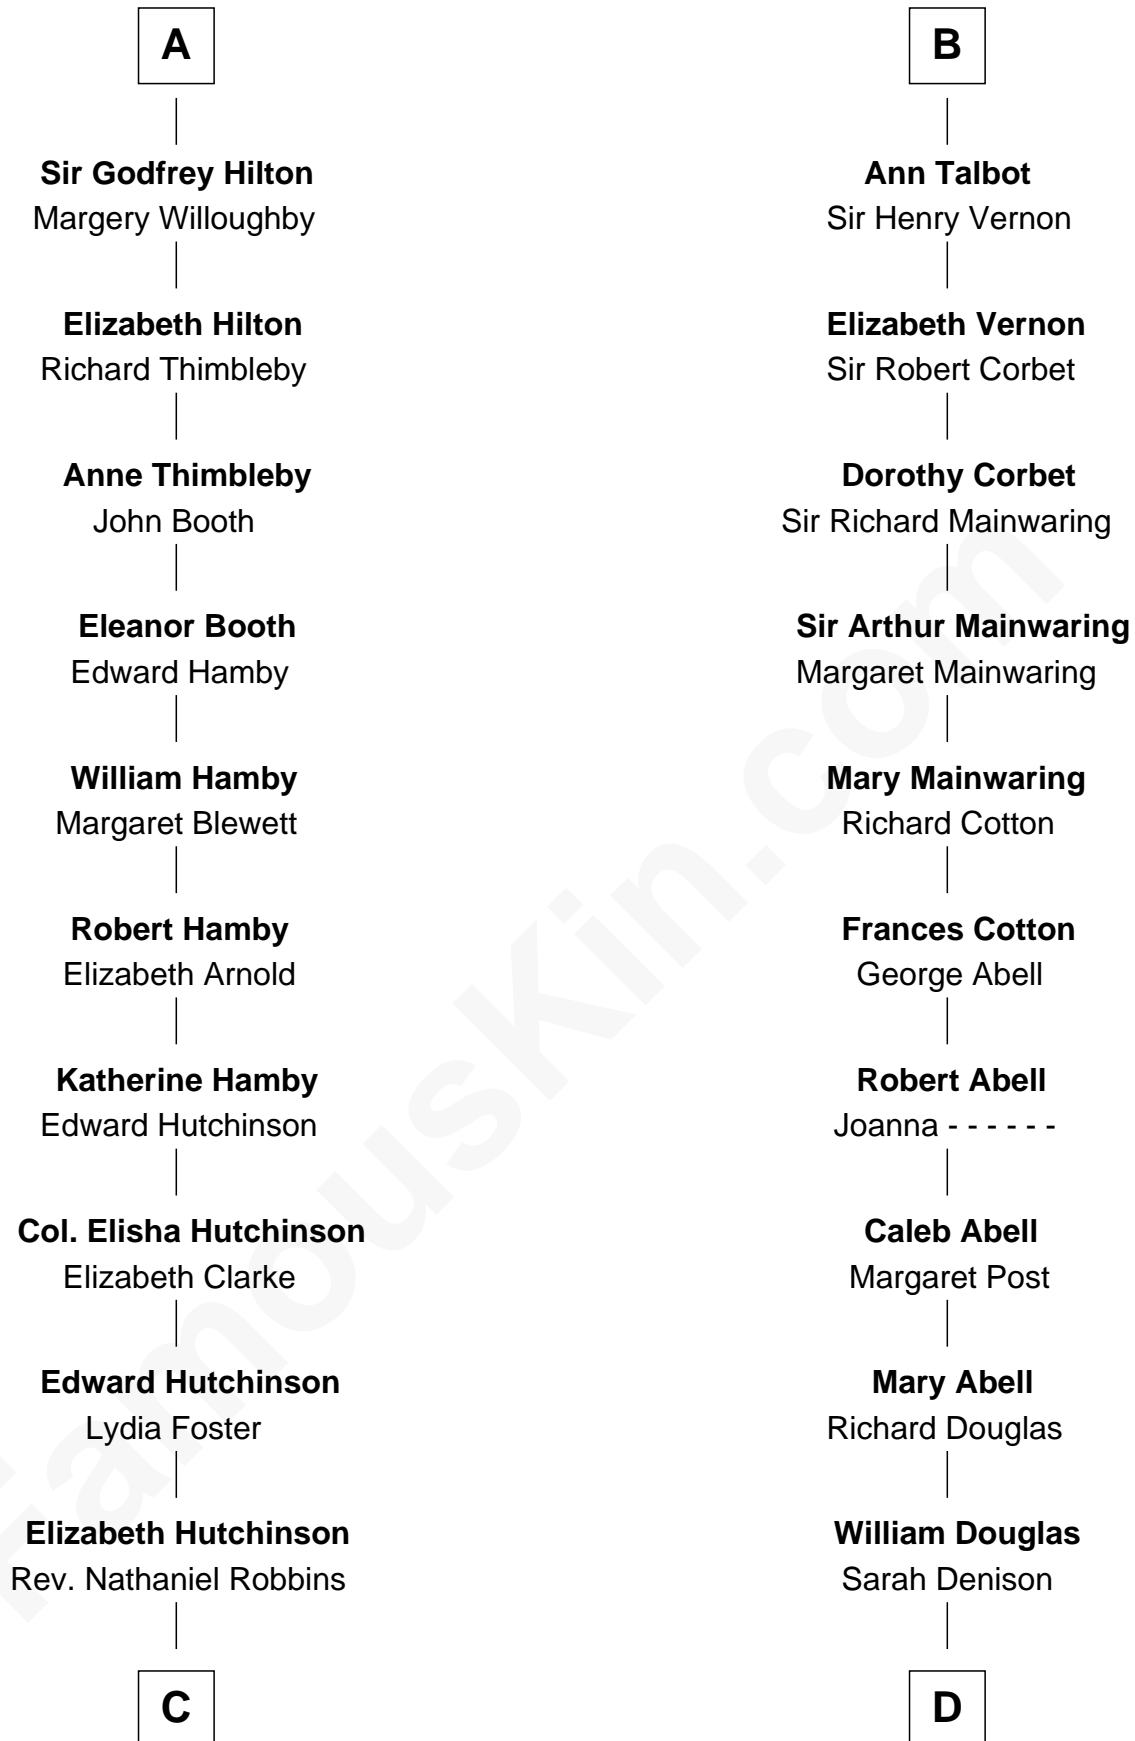 A
Sir Godfrey Hilton
Margery Willoughby
Elizabeth Hilton
Richard Thimbleby
Anne Thimbleby
John Booth
Eleanor Booth
Edward Hamby
William Hamby
Margaret Blewett
Robert Hamby
Elizabeth Arnold
Katherine Hamby
Edward Hutchinson
Col. Elisha Hutchinson
Elizabeth Clarke
Edward Hutchinson
Lydia Foster
Elizabeth Hutchinson
Rev. Nathaniel Robbins
C
B
Ann Talbot
Sir Henry Vernon
Elizabeth Vernon
Sir Robert Corbet
Dorothy Corbet
Sir Richard Mainwaring
Sir Arthur Mainwaring
Margaret Mainwaring
Mary Mainwaring
Richard Cotton
Frances Cotton
George Abell
Robert Abell
Joanna - - - - - -
Caleb Abell
Margaret Post
Mary Abell
Richard Douglas
William Douglas
Sarah Denison
D
FamousKin.com